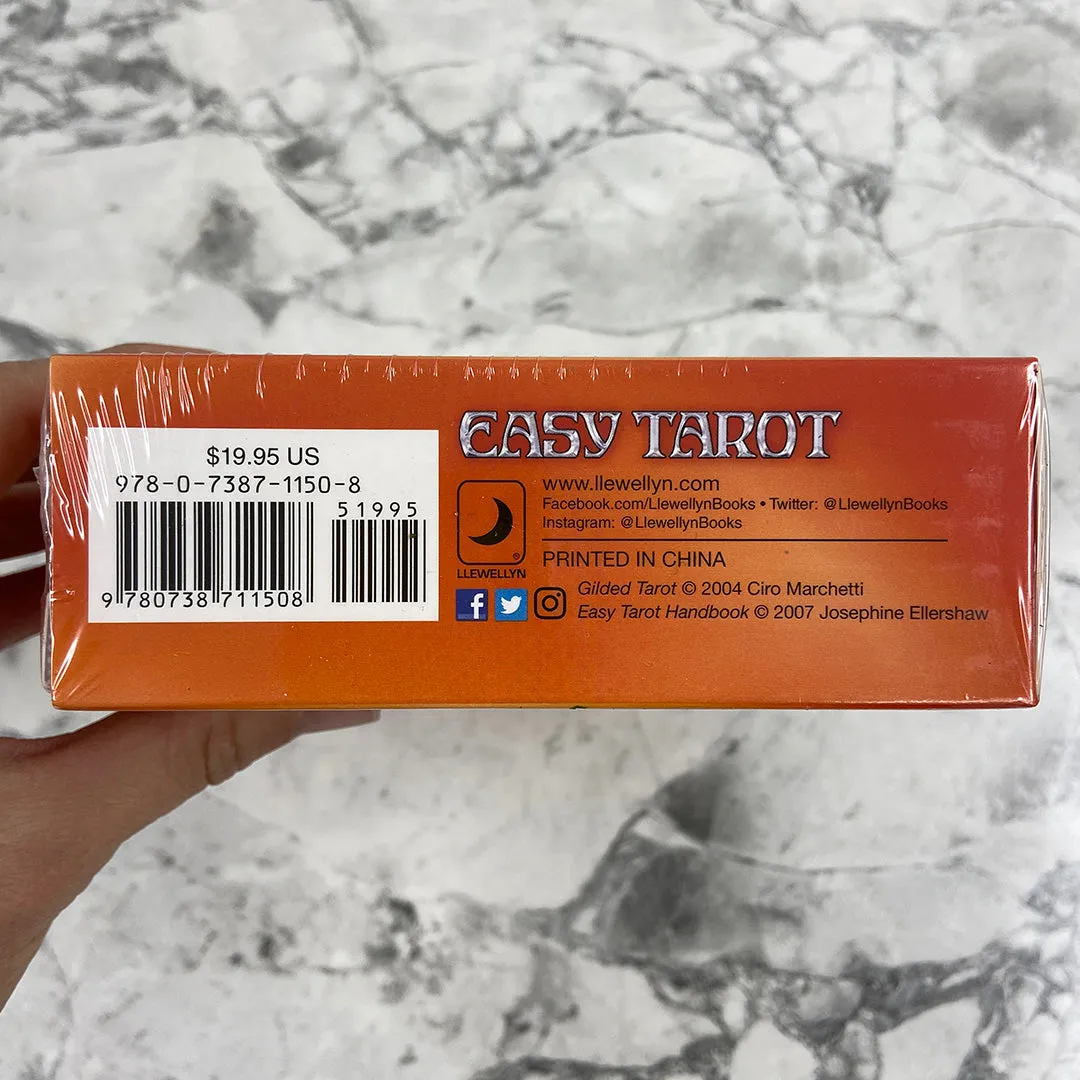 $19.95 US
978-0-7387-1150-8
51995
9 780738 711508
EASY TAROT
www.llewellyn.com
Facebook.com/LlewellynBooks • Twitter: @LlewellynBooks
Instagram: @LlewellynBooks
®
LLEWELLYN
PRINTED IN CHINA
Gilded Tarot © 2004 Ciro Marchetti
Easy Tarot Handbook © 2007 Josephine Ellershaw